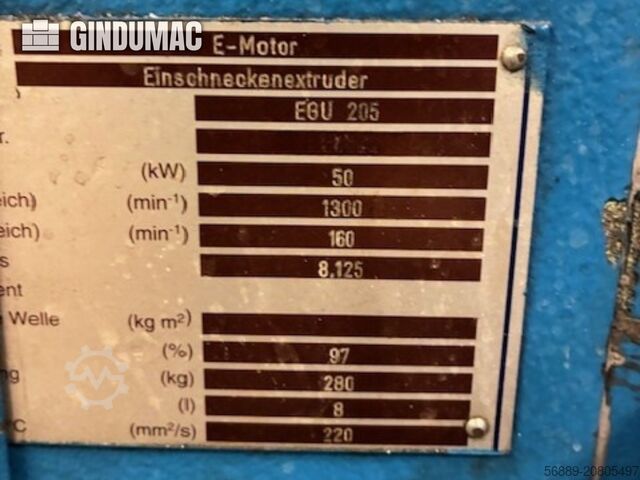 GINDUMAC
E-Motor
Einschneckenextruder
EGU 205
r.
(kW) 50
eich) (min⁻¹) 1300
eich) (min⁻¹) 160
s 8.125
ent
Welle (kg m²)
(%) 97
ng (kg) 280
(l) 8
°C (mm²/s) 220
56889-20805497